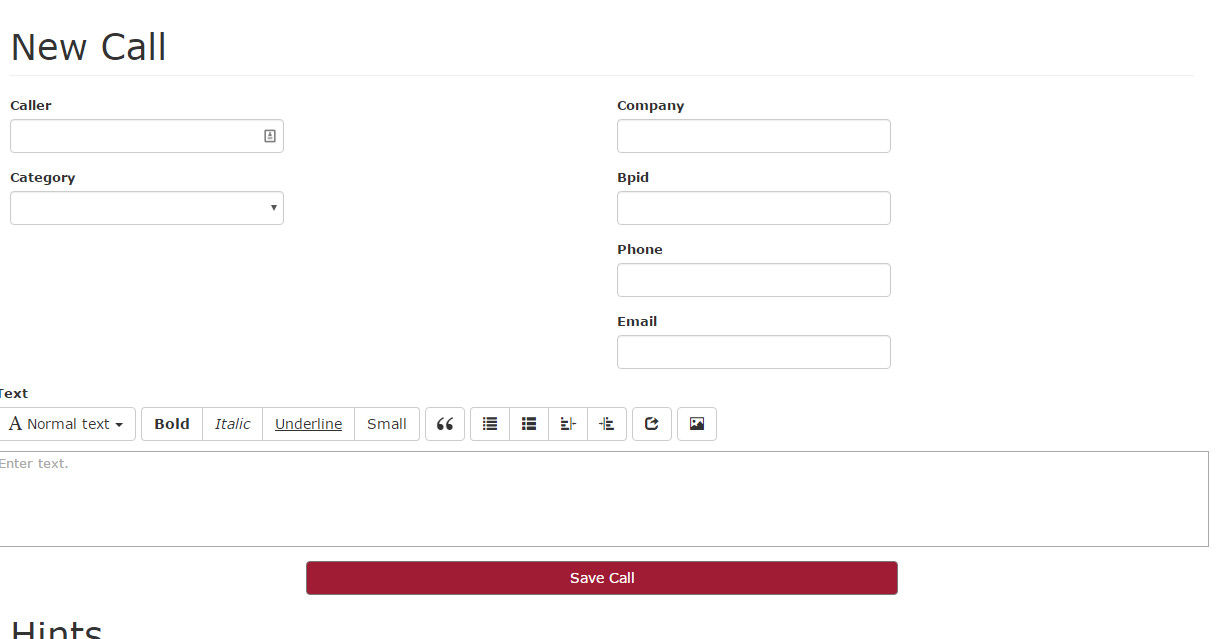 New Call
Caller
Company
Category
Bpid
Phone
Email
Text
A Normal text Bold Italic Underline Small
Enter text.
Save Call
Hints